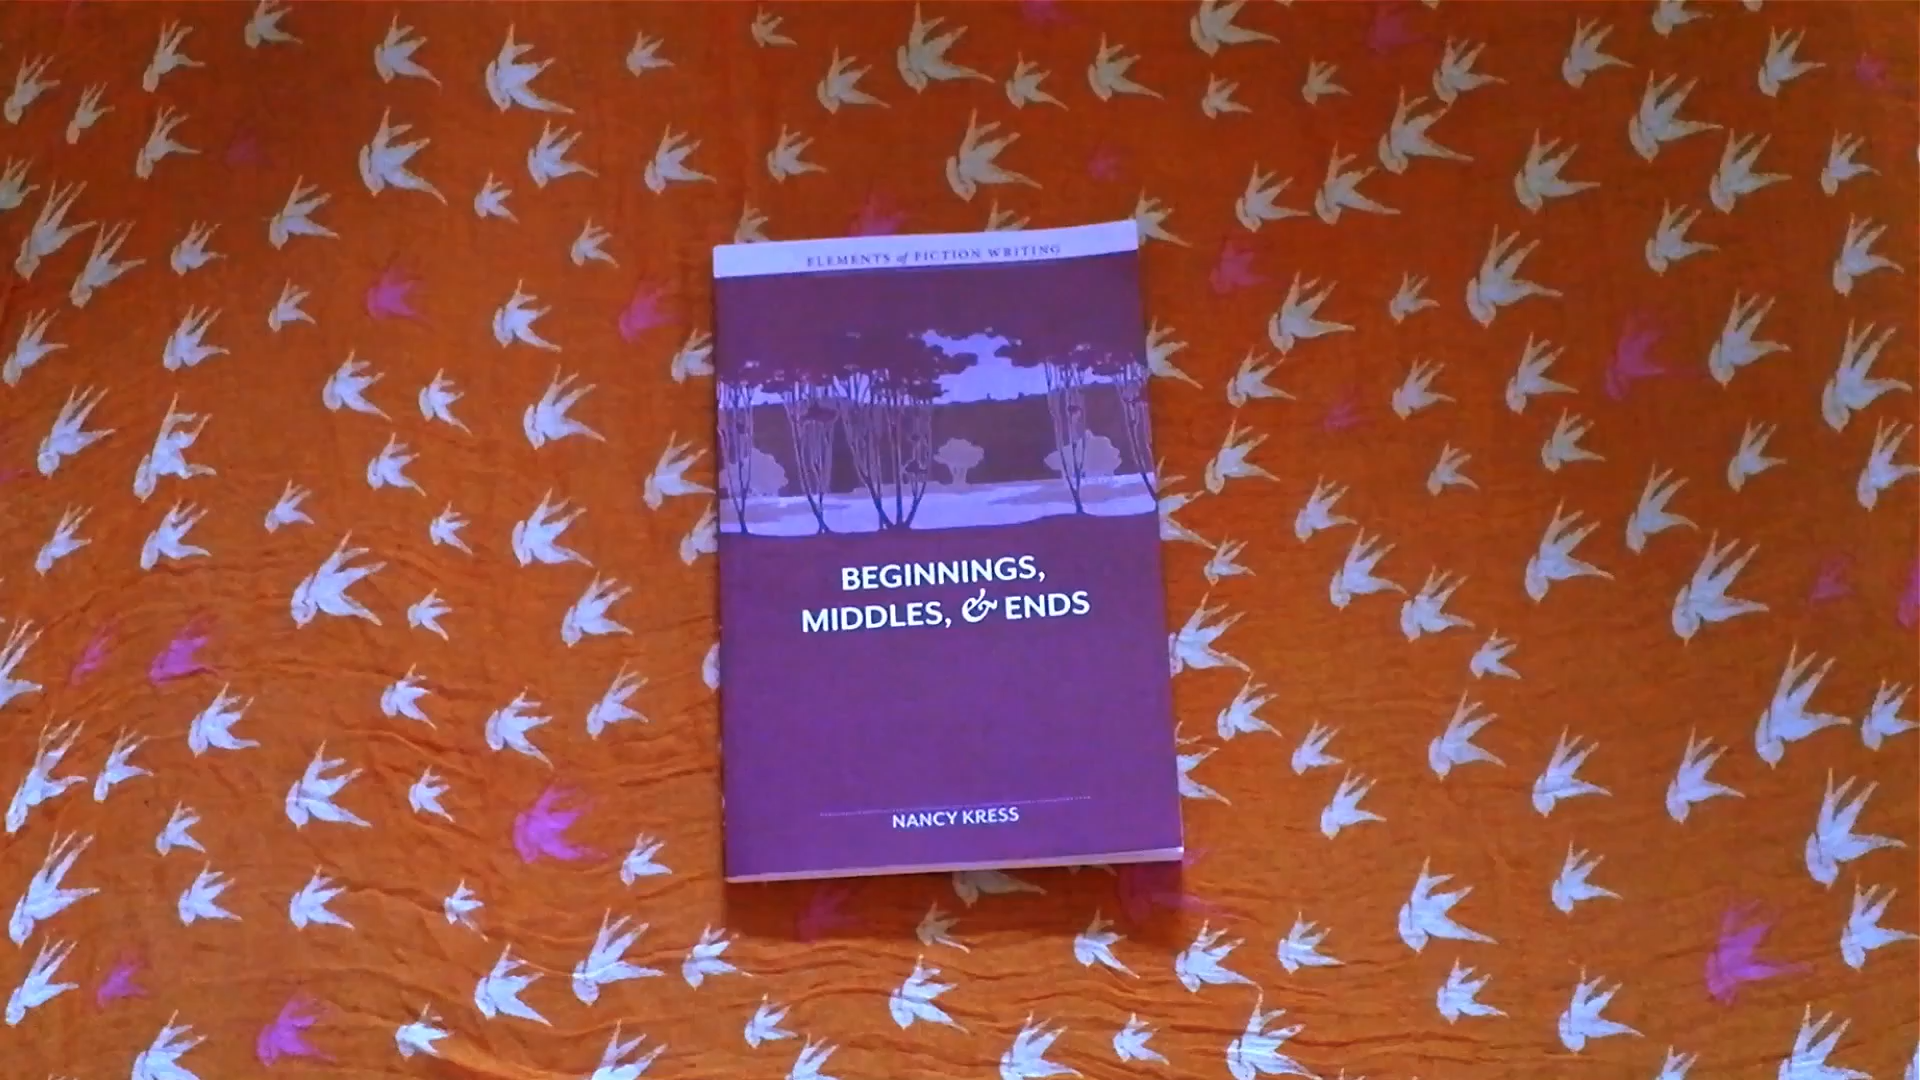 ELEMENTS of FICTION WRITING
BEGINNINGS,
MIDDLES, & ENDS
NANCY KRESS